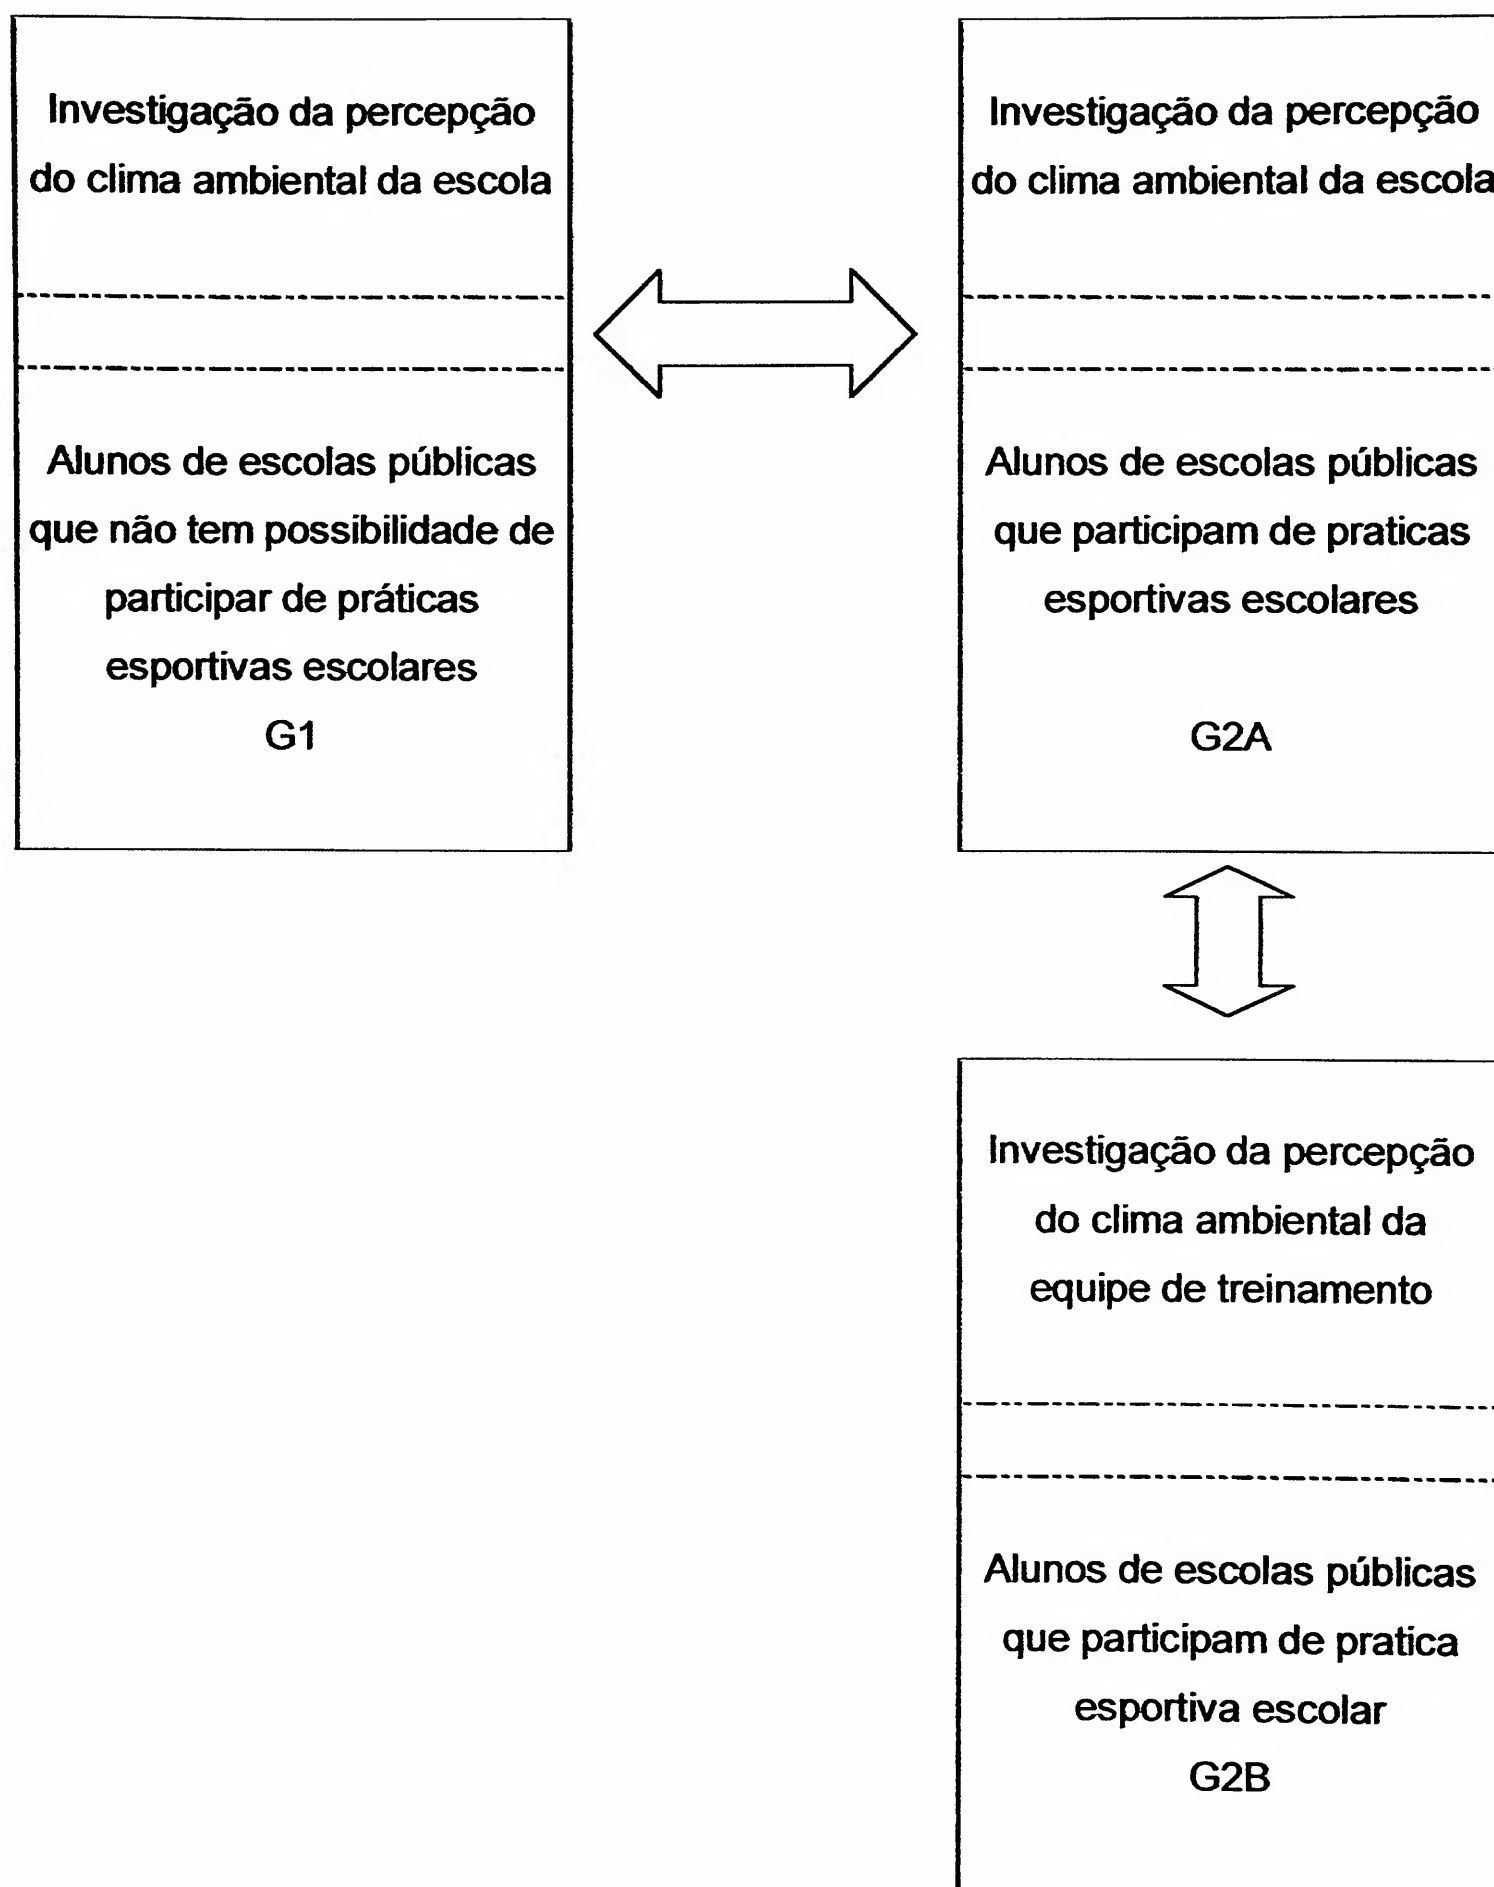 Investigação da percepção
do clima ambiental da escola
Alunos de escolas públicas
que não tem possibilidade de
participar de práticas
esportivas escolares
G1
Investigação da percepção
do clima ambiental da escola
Alunos de escolas públicas
que participam de praticas
esportivas escolares
G2A
Investigação da percepção
do clima ambiental da
equipe de treinamento
Alunos de escolas públicas
que participam de pratica
esportiva escolar
G2B